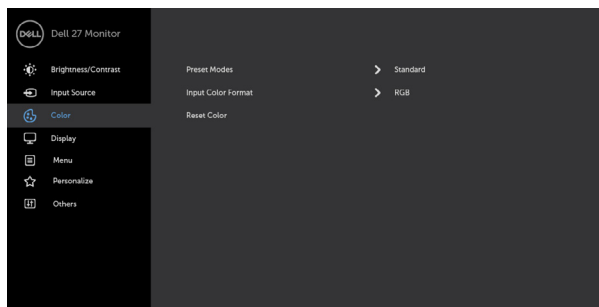 DELL Dell 27 Monitor
Brightness/Contrast
Preset Modes Standard
Input Source
Input Color Format RGB
Color
Reset Color
Display
Menu
Personalize
Others